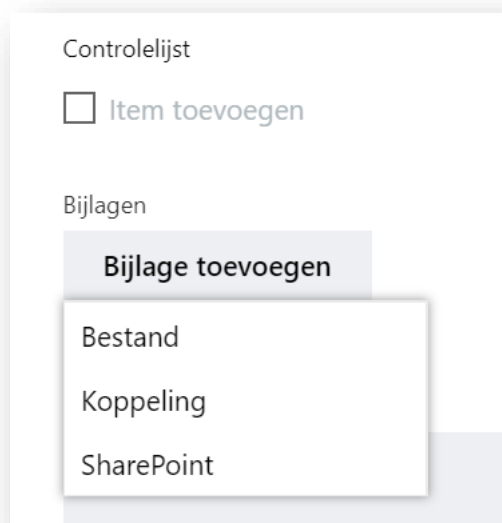 Controlelijst
Item toevoegen
Bijlagen
Bijlage toevoegen
Bestand
Koppeling
SharePoint